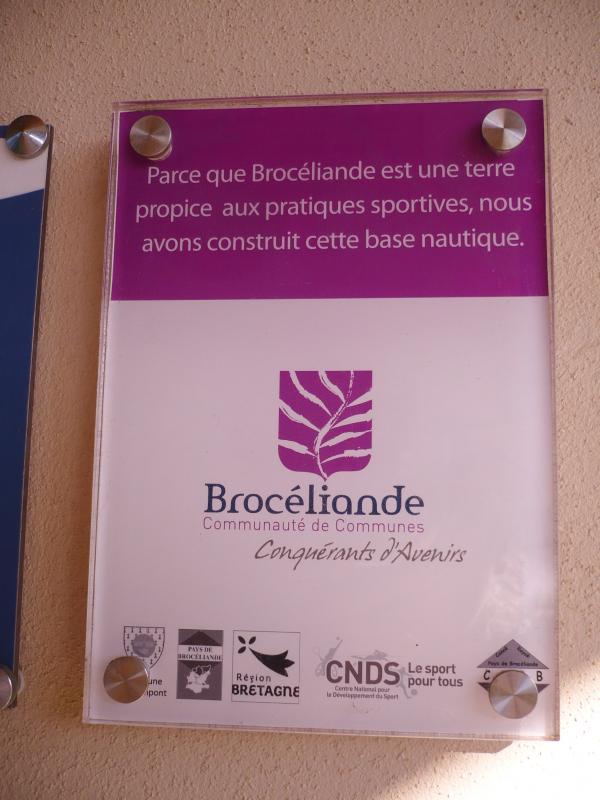 Parce que Brocéliande est une terre
propice aux pratiques sportives, nous
avons construit cette base nautique.
Brocéliande
Communauté de Communes
Conquérants d'Avenirs
PAYS DE
BROCÉLIANDE
Région
BRETAGNE
CNDS
Centre National pour
le Développement du Sport
Le sport
pour tous
Pays de Brocéliande
C B